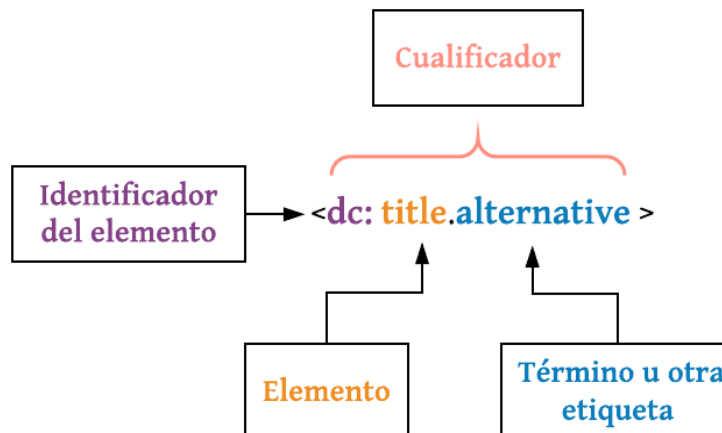 Cualificador
Identificador
del elemento
<dc: title.alternative >
Elemento
Término u otra
etiqueta